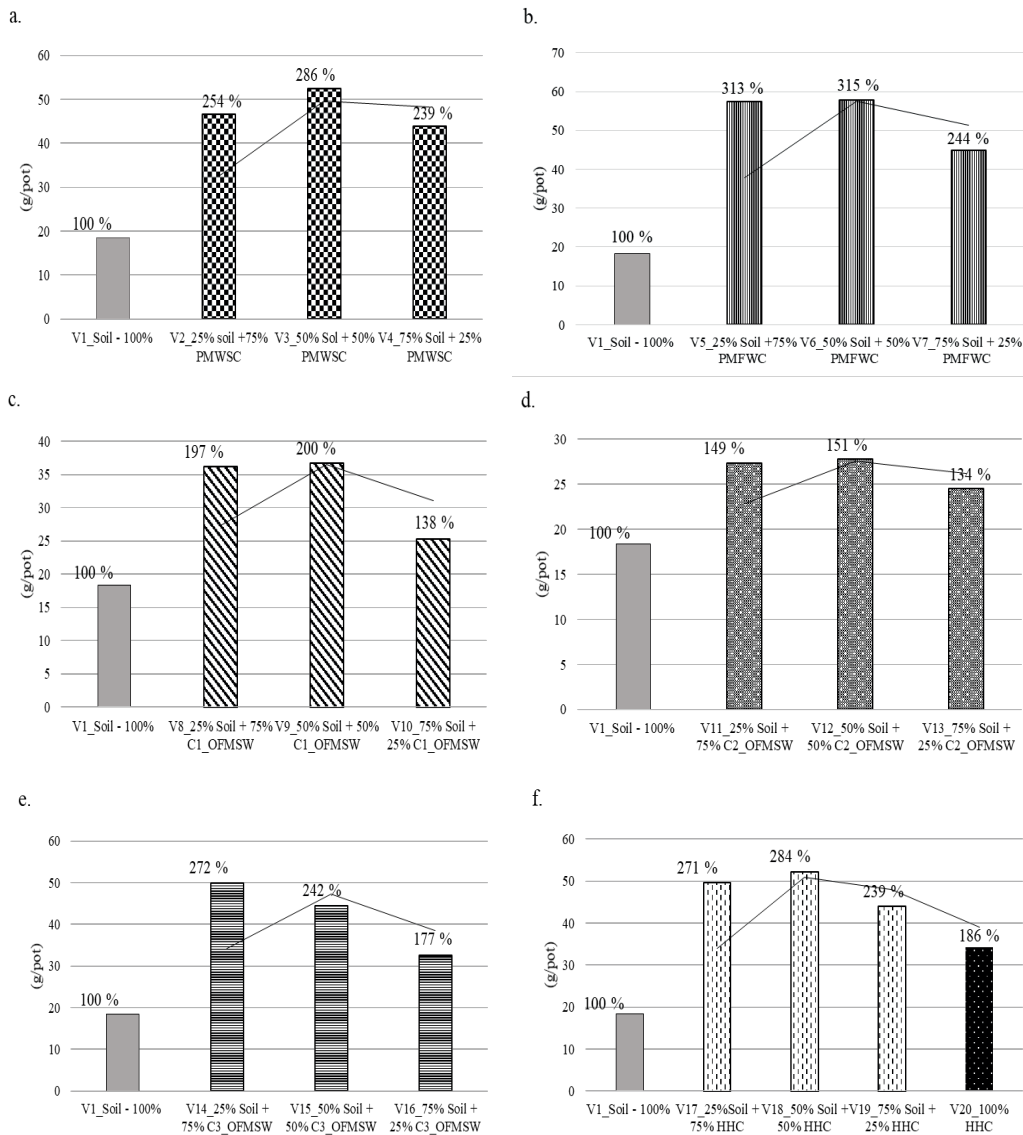 a.
60
50
40
30
20
10
0
(g/pot)
100 %
254 %
286 %
239 %
V1_Soil - 100%
V2_25% soil +75%
PMWSC
V3_50% Sol + 50%
PMWSC
V4_75% Soil + 25%
PMWSC
b.
70
60
50
40
30
20
10
0
(g/pot)
100 %
313 %
315 %
244 %
V1_Soil - 100%
V5_25% Soil +75%
PMFWC
V6_50% Soil + 50%
PMFWC
V7_75% Soil + 25%
PMFWC
c.
40
35
30
25
20
15
10
5
0
(g/pot)
100 %
197 %
200 %
138 %
V1_Soil - 100%
V8_25% Soil + 75%
C1_OFMSW
V9_50% Soil + 50%
C1_OFMSW
V10_75% Soil +
25% C1_OFMSW
d.
30
25
20
15
10
5
0
(g/pot)
100 %
149 %
151 %
134 %
V1_Soil - 100%
V11_25% Soil +
75% C2_OFMSW
V12_50% Soil +
50% C2_OFMSW
V13_75% Soil +
25% C2_OFMSW
e.
60
50
40
30
20
10
0
(g/pot)
100 %
272 %
242 %
177 %
V1_Soil - 100%
V14_25% Soil +
75% C3_OFMSW
V15_50% Soil +
50% C3_OFMSW
V16_75% Soil +
25% C3_OFMSW
f.
60
50
40
30
20
10
0
(g/pot)
100 %
271 %
284 %
239 %
186 %
V1_Soil - 100%
V17_25%Soil +
75% HHC
V18_50% Soil +
50% HHC
V19_75% Soil +
25% HHC
V20_100%
HHC